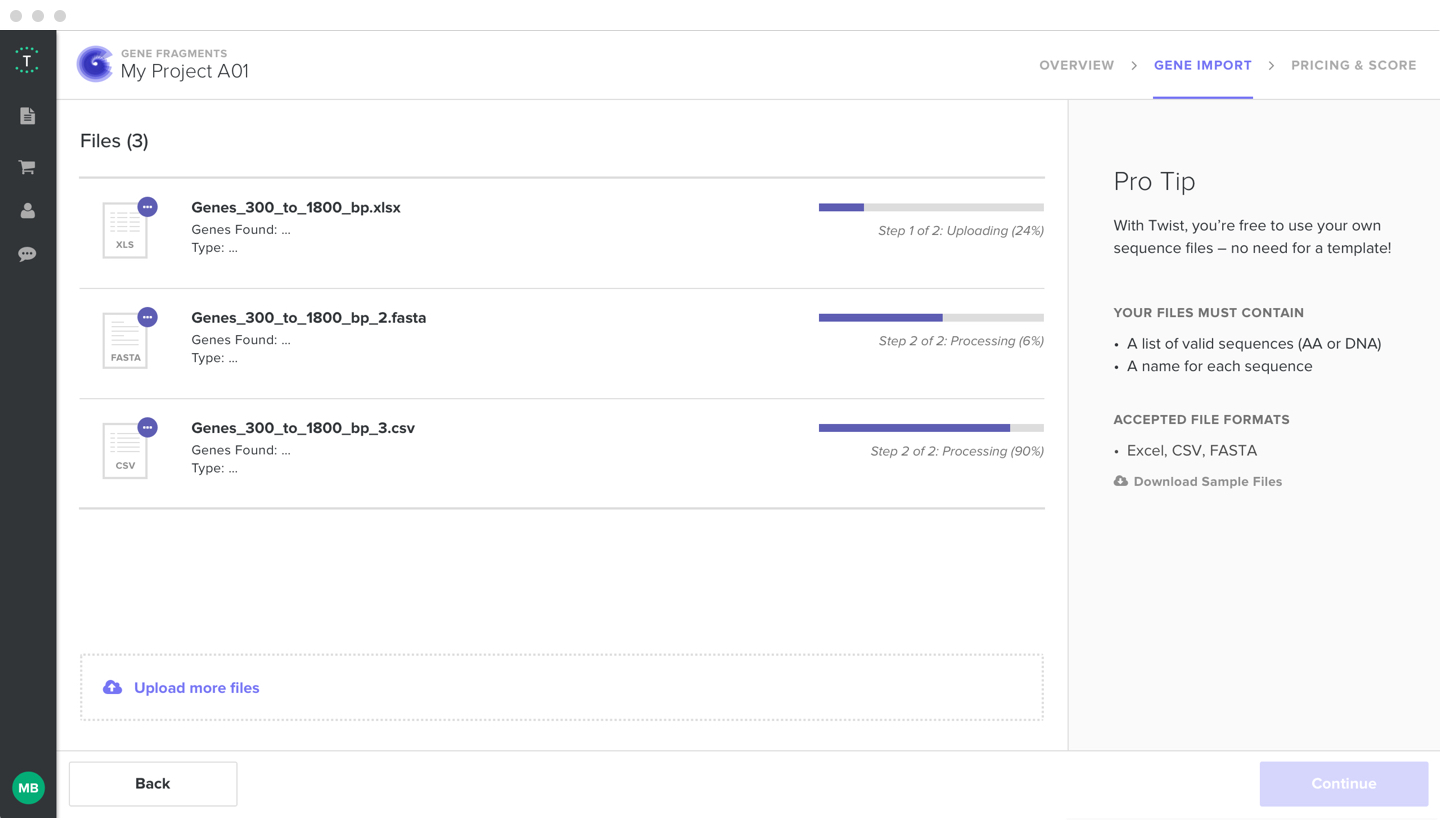 T
GENE FRAGMENTS
My Project A01
OVERVIEW > GENE IMPORT > PRICING & SCORE
Files (3)
XLS
Genes_300_to_1800_bp.xlsx
Genes Found: ...
Type: ...
Step 1 of 2: Uploading (24%)
FASTA
Genes_300_to_1800_bp_2.fasta
Genes Found: ...
Type: ...
Step 2 of 2: Processing (6%)
CSV
Genes_300_to_1800_bp_3.csv
Genes Found: ...
Type: ...
Step 2 of 2: Processing (90%)
Upload more files
Pro Tip
With Twist, you’re free to use your own
sequence files – no need for a template!
YOUR FILES MUST CONTAIN
• A list of valid sequences (AA or DNA)
• A name for each sequence
ACCEPTED FILE FORMATS
• Excel, CSV, FASTA
Download Sample Files
MB
Back
Continue